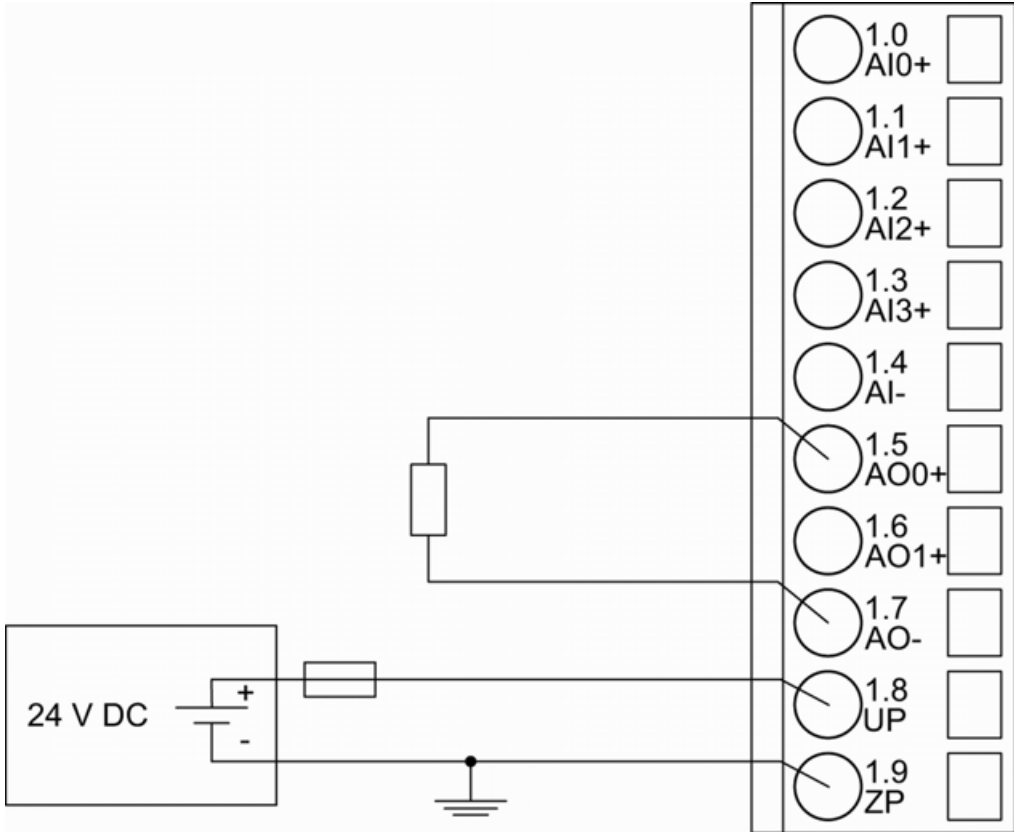 1.0
AI0+
1.1
AI1+
1.2
AI2+
1.3
AI3+
1.4
AI-
1.5
AO0+
1.6
AO1+
1.7
AO-
1.8
UP
24 V DC
+
-
1.9
ZP